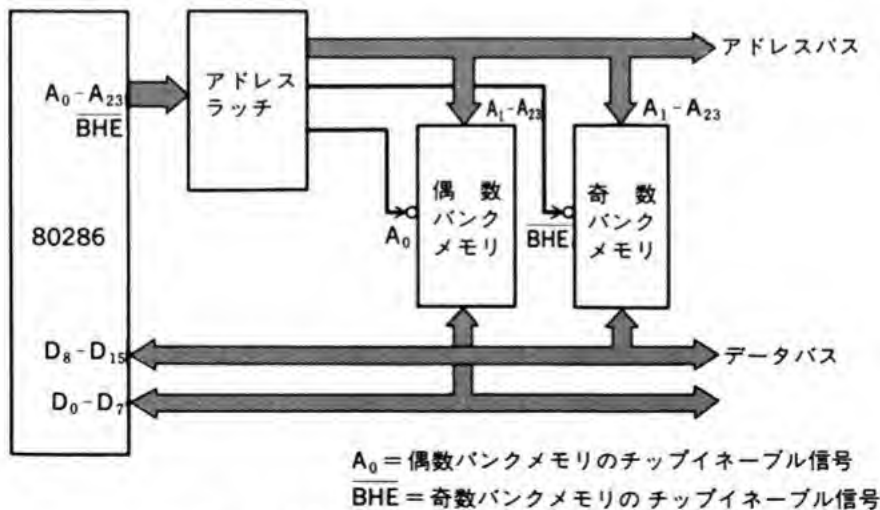 アドレスバス
アドレス
ラッチ
A₀-A₂₃
B̅H̅E̅
A₁-A₂₃
A₁-A₂₃
偶数
バンク
メモリ
奇数
バンク
メモリ
A₀
B̅H̅E̅
80286
D₈-D₁₅
データバス
D₀-D₇
A₀=偶数バンクメモリのチップイネーブル信号
B̅H̅E̅=奇数バンクメモリのチップイネーブル信号